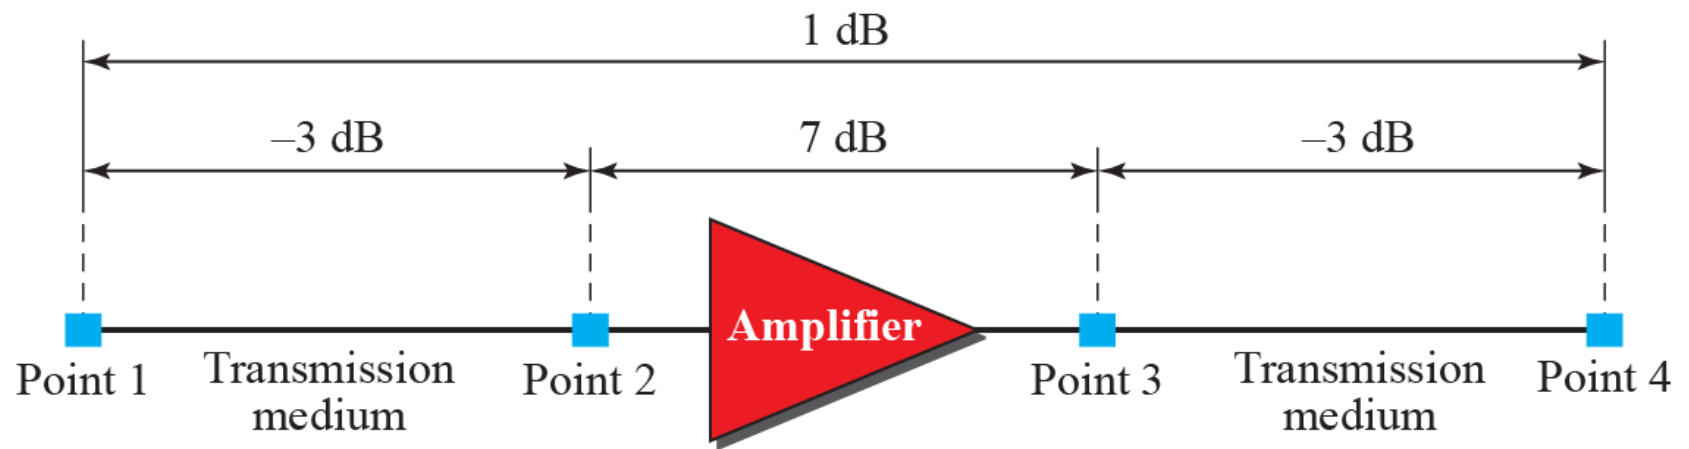 1 dB
–3 dB
7 dB
–3 dB
Amplifier
Point 1
Transmission
medium
Point 2
Point 3
Transmission
medium
Point 4